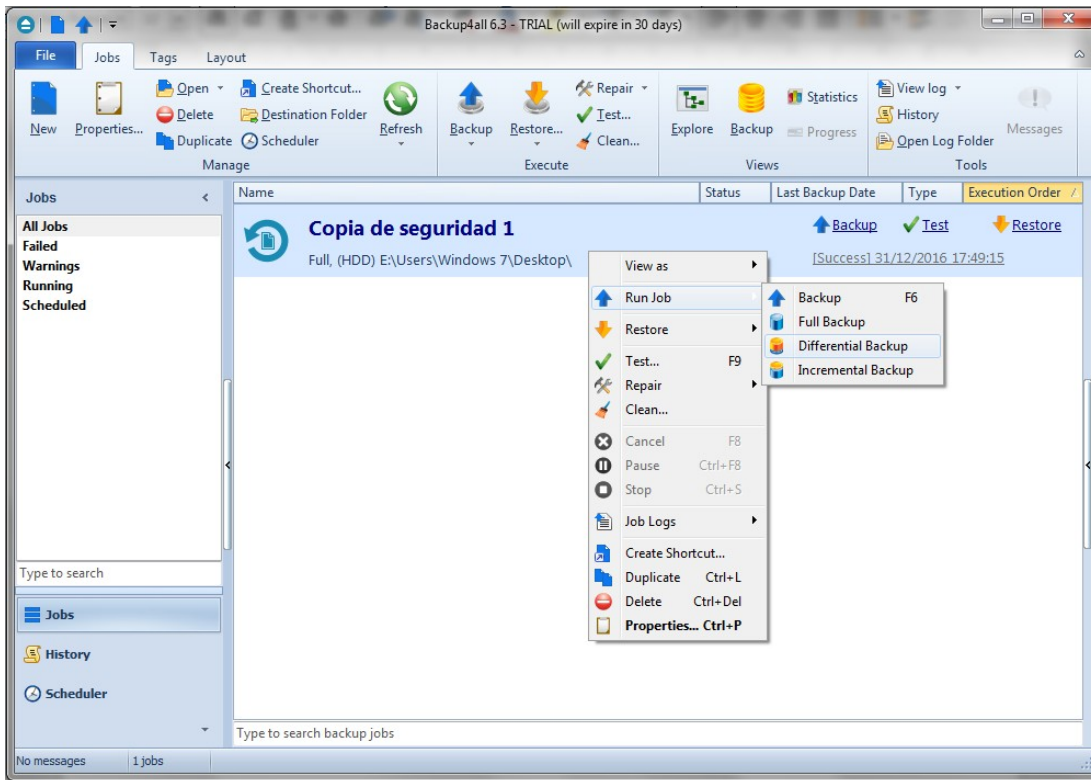 Backup4all 6.3 - TRIAL (will expire in 30 days)
File Jobs Tags Layout
New
Properties...
Open
Delete
Duplicate
Create Shortcut...
Destination Folder
Scheduler
Refresh
Manage
Backup
Restore...
Repair
Test...
Clean...
Execute
Explore
Backup
Statistics
Progress
Views
View log
History
Open Log Folder
Messages
Tools
Jobs
All Jobs
Failed
Warnings
Running
Scheduled
Type to search
Jobs
History
Scheduler
Name Status Last Backup Date Type Execution Order
Copia de seguridad 1
Backup Test Restore
Full, (HDD) E:\Users\Windows 7\Desktop\
[Success] 31/12/2016 17:49:15
View as
Run Job
Restore
Test... F9
Repair
Clean...
Cancel F8
Pause Ctrl+F8
Stop Ctrl+S
Job Logs
Create Shortcut...
Duplicate Ctrl+L
Delete Ctrl+Del
Properties... Ctrl+P
Backup F6
Full Backup
Differential Backup
Incremental Backup
Type to search backup jobs
No messages 1 jobs